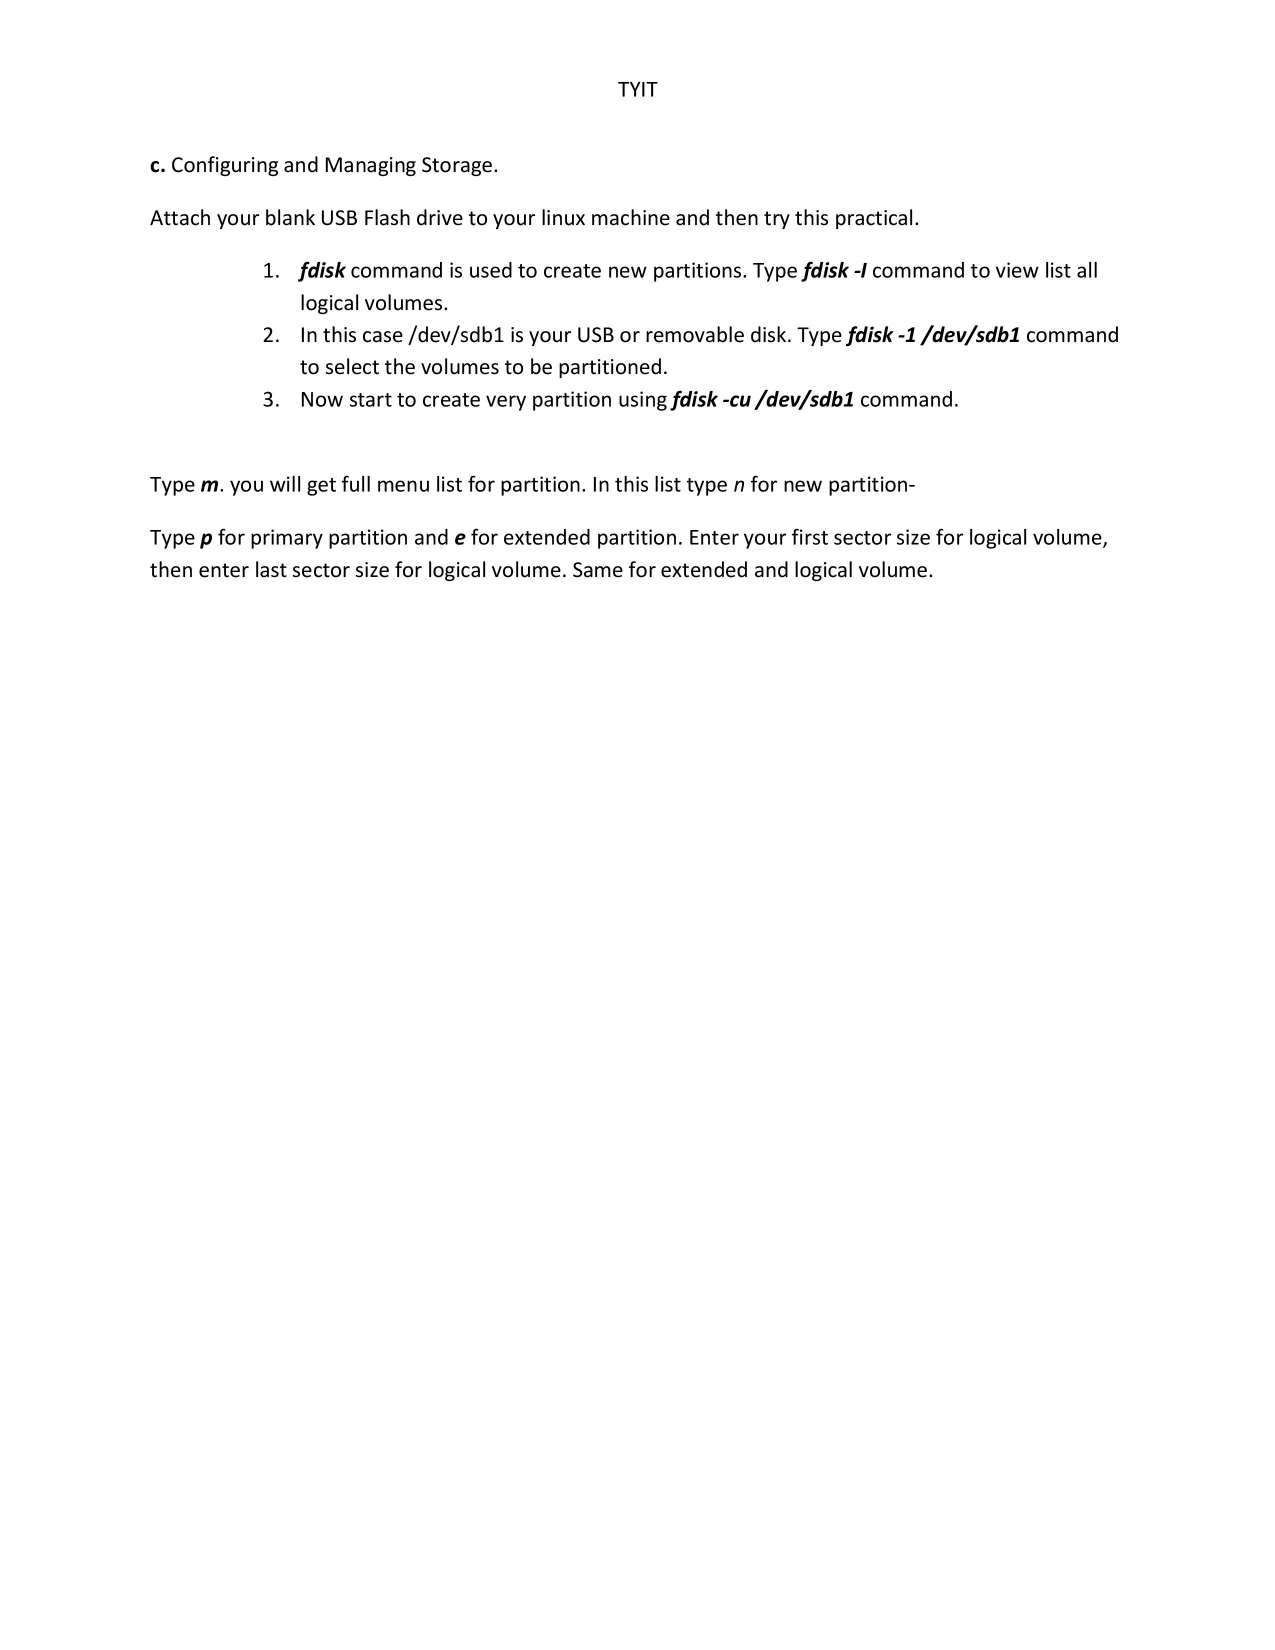 TYIT
c. Configuring and Managing Storage.
Attach your blank USB Flash drive to your linux machine and then try this practical.
1. fdisk command is used to create new partitions. Type fdisk -I command to view list all
logical volumes.
2. In this case /dev/sdb1 is your USB or removable disk. Type fdisk -1 /dev/sdb1 command
to select the volumes to be partitioned.
3. Now start to create very partition using fdisk -cu /dev/sdb1 command.
Type m. you will get full menu list for partition. In this list type n for new partition-
Type p for primary partition and e for extended partition. Enter your first sector size for logical volume,
then enter last sector size for logical volume. Same for extended and logical volume.